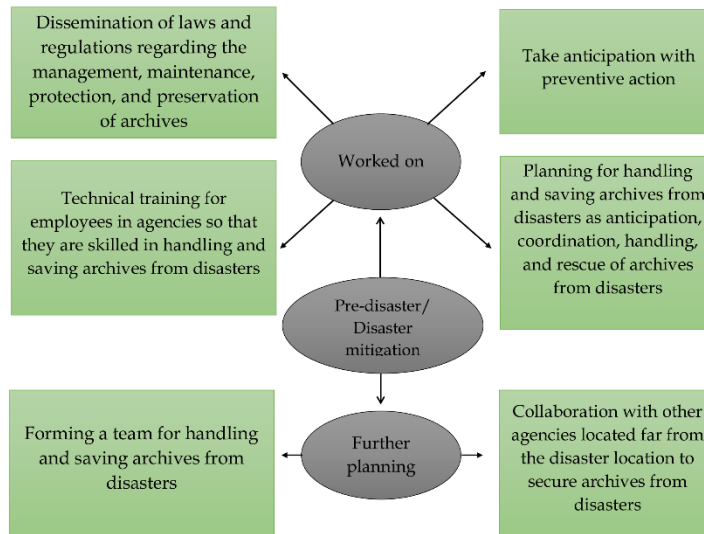 Dissemination of laws and
regulations regarding the
management, maintenance,
protection, and preservation
of archives
Take anticipation with
preventive action
Worked on
Technical training for
employees in agencies so that
they are skilled in handling and
saving archives from disasters
Planning for handling
and saving archives from
disasters as anticipation,
coordination, handling,
and rescue of archives
from disasters
Pre-disaster/
Disaster
mitigation
Forming a team for handling
and saving archives from
disasters
Further
planning
Collaboration with other
agencies located far from
the disaster location to
secure archives from
disasters